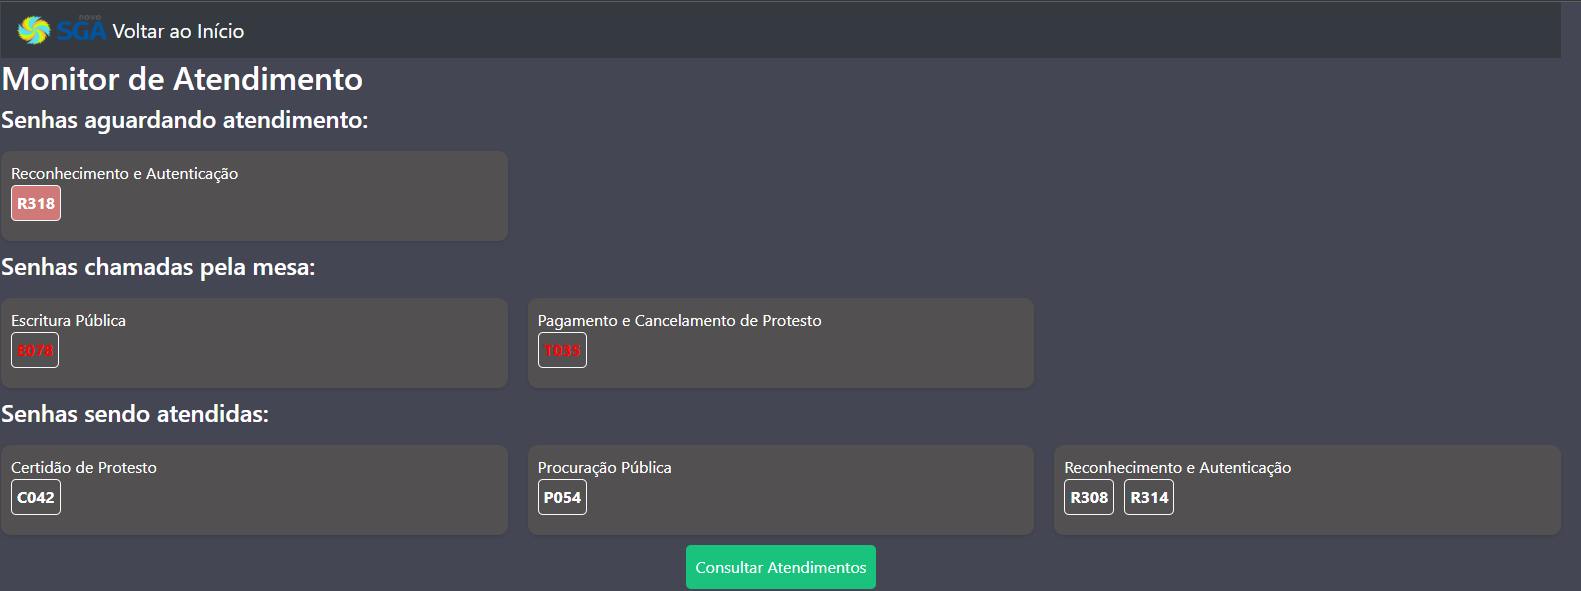 novo
SGA Voltar ao Início
Monitor de Atendimento
Senhas aguardando atendimento:
Reconhecimento e Autenticação
R318
Senhas chamadas pela mesa:
Escritura Pública
E078
Pagamento e Cancelamento de Protesto
T035
Senhas sendo atendidas:
Certidão de Protesto
C042
Procuração Pública
P054
Reconhecimento e Autenticação
R308 R314
Consultar Atendimentos